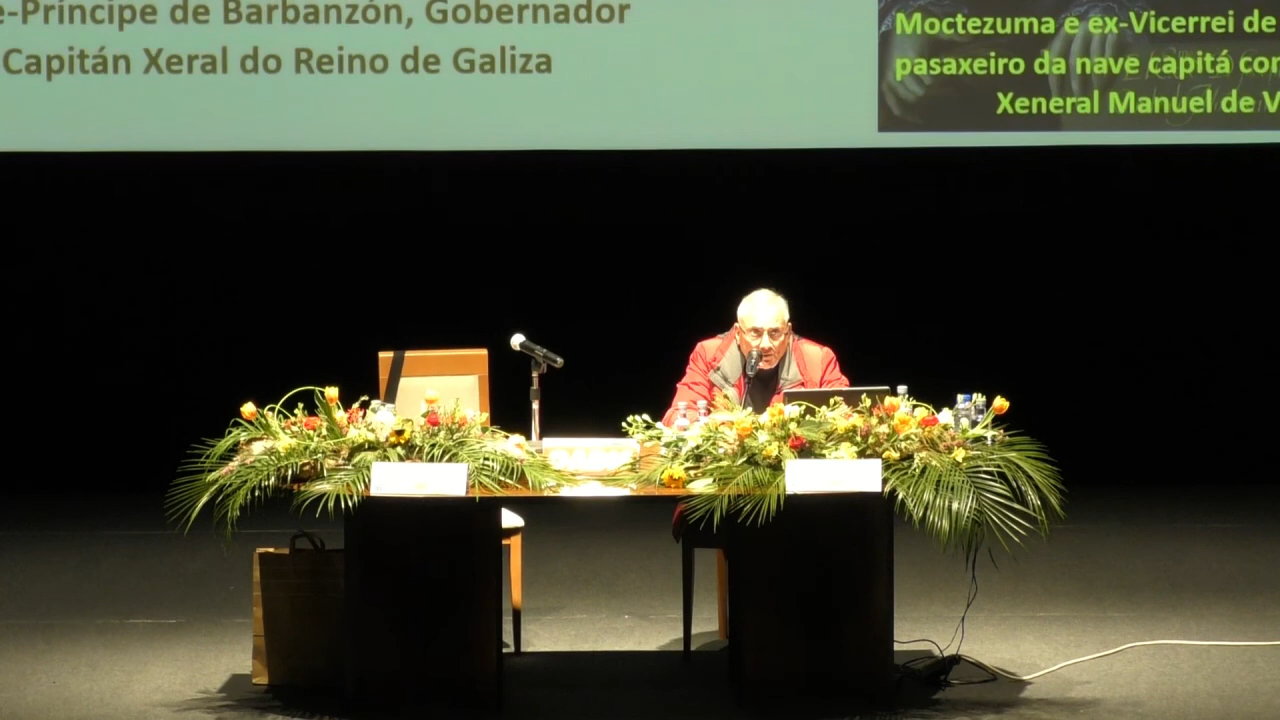 -Príncipe de Barbanzón, Gobernador
Capitán Xeral do Reino de Galiza
Moctezuma e ex-Vicerrei de
pasaxeiro da nave capitá
Xeneral Manuel de